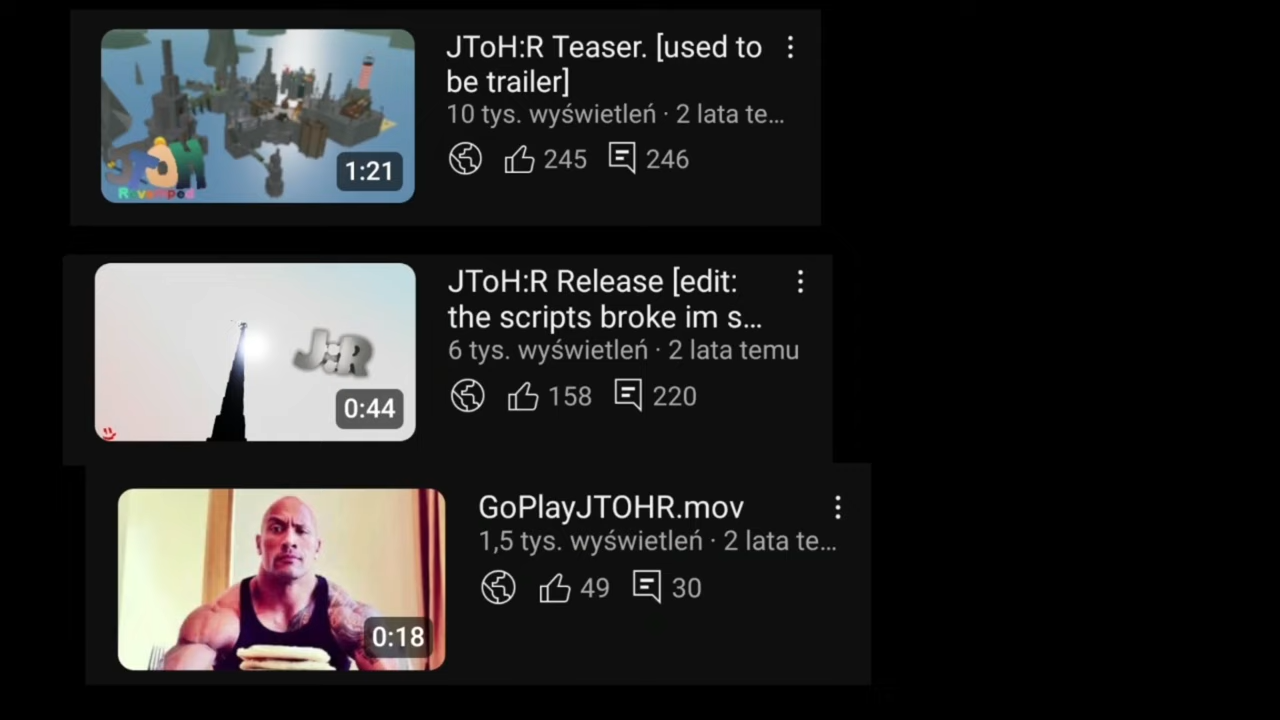 JToH:R Teaser. [used to
be trailer]
10 tys. wyświetleń · 2 lata te...
245 246
JTOH
Revamped
1:21
JToH:R Release [edit:
the scripts broke im s...
6 tys. wyświetleń · 2 lata temu
158 220
J:R
0:44
GoPlayJTOHR.mov
1,5 tys. wyświetleń · 2 lata te...
49 30
0:18